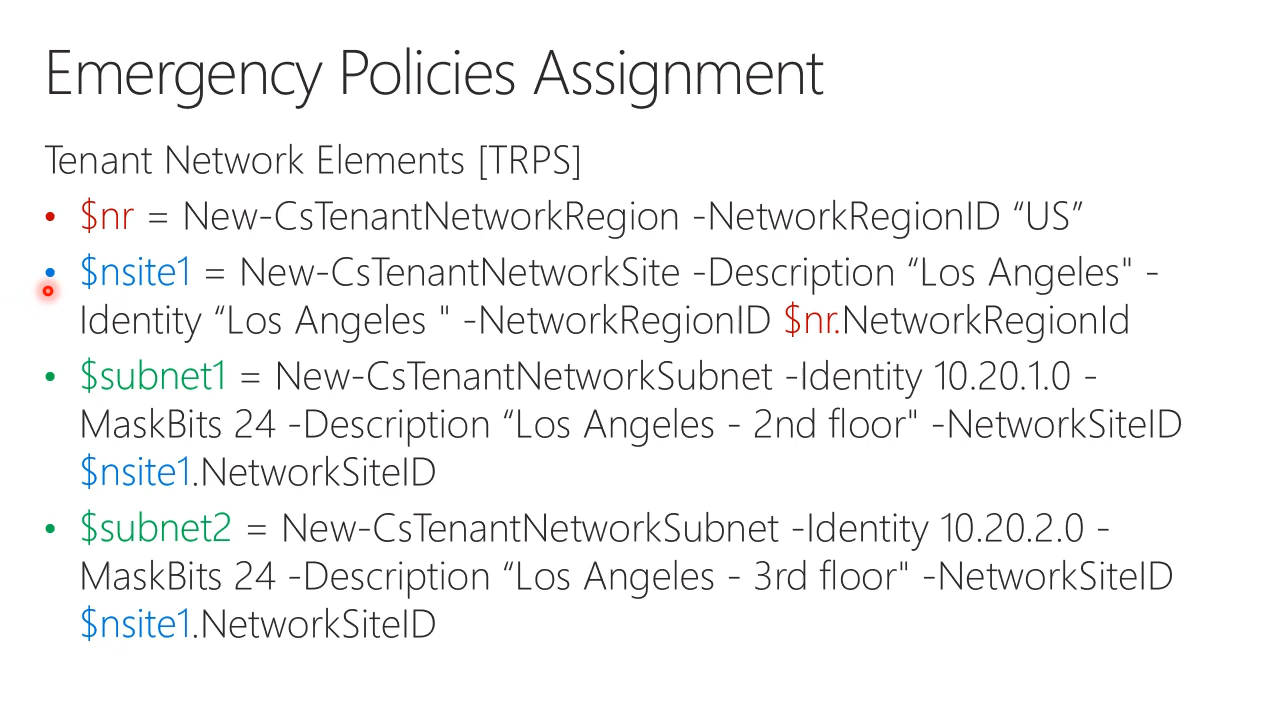 Emergency Policies Assignment
Tenant Network Elements [TRPS]
• $nr = New-CsTenantNetworkRegion -NetworkRegionID “US”
• $nsite1 = New-CsTenantNetworkSite -Description “Los Angeles" -
Identity “Los Angeles " -NetworkRegionID $nr.NetworkRegionId
• $subnet1 = New-CsTenantNetworkSubnet -Identity 10.20.1.0 -
MaskBits 24 -Description “Los Angeles - 2nd floor" -NetworkSiteID
$nsite1.NetworkSiteID
• $subnet2 = New-CsTenantNetworkSubnet -Identity 10.20.2.0 -
MaskBits 24 -Description “Los Angeles - 3rd floor" -NetworkSiteID
$nsite1.NetworkSiteID